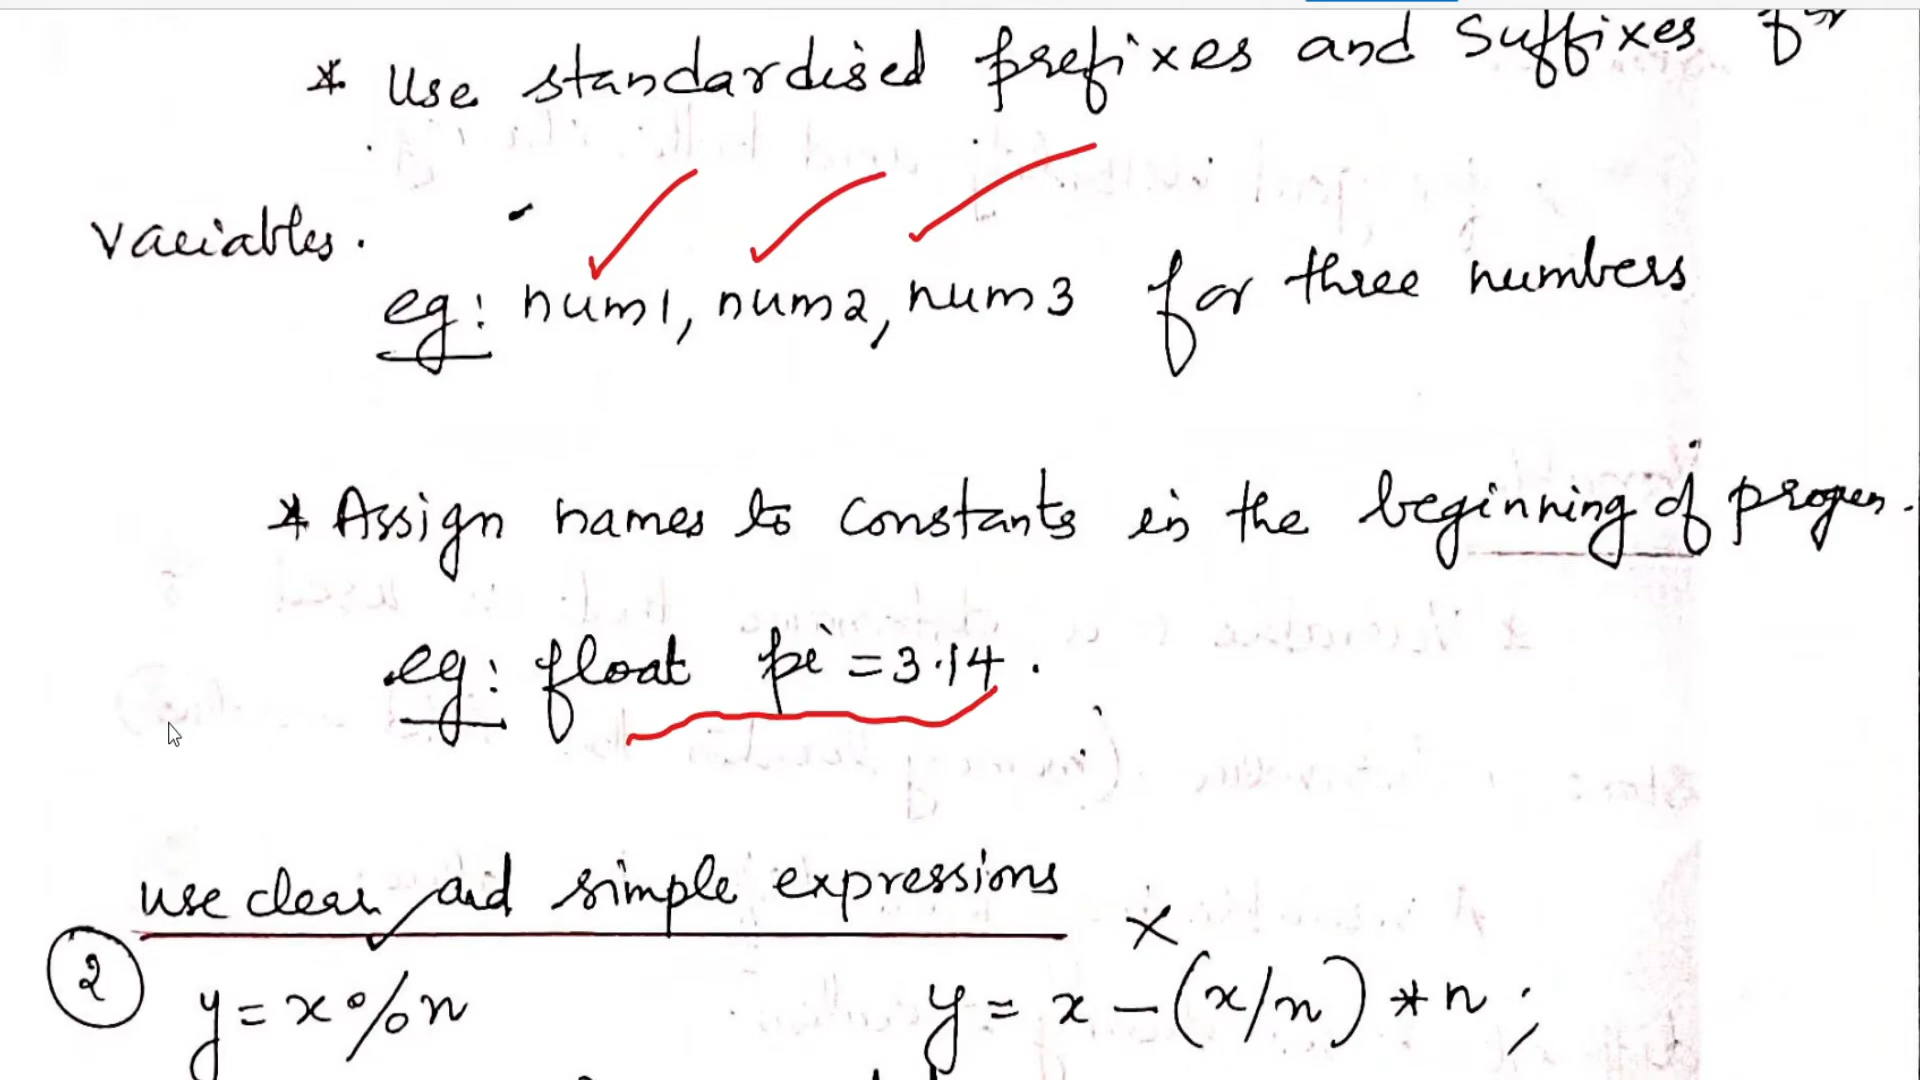 * Use standardised prefixes and suffixes for
variables.
eg: num1, num2, num3 for three numbers
* Assign names to constants in the beginning of
eg: float pi = 3.14.
use clear and simple expressions
②
y = x % n
y = x - (x/n) * n ;